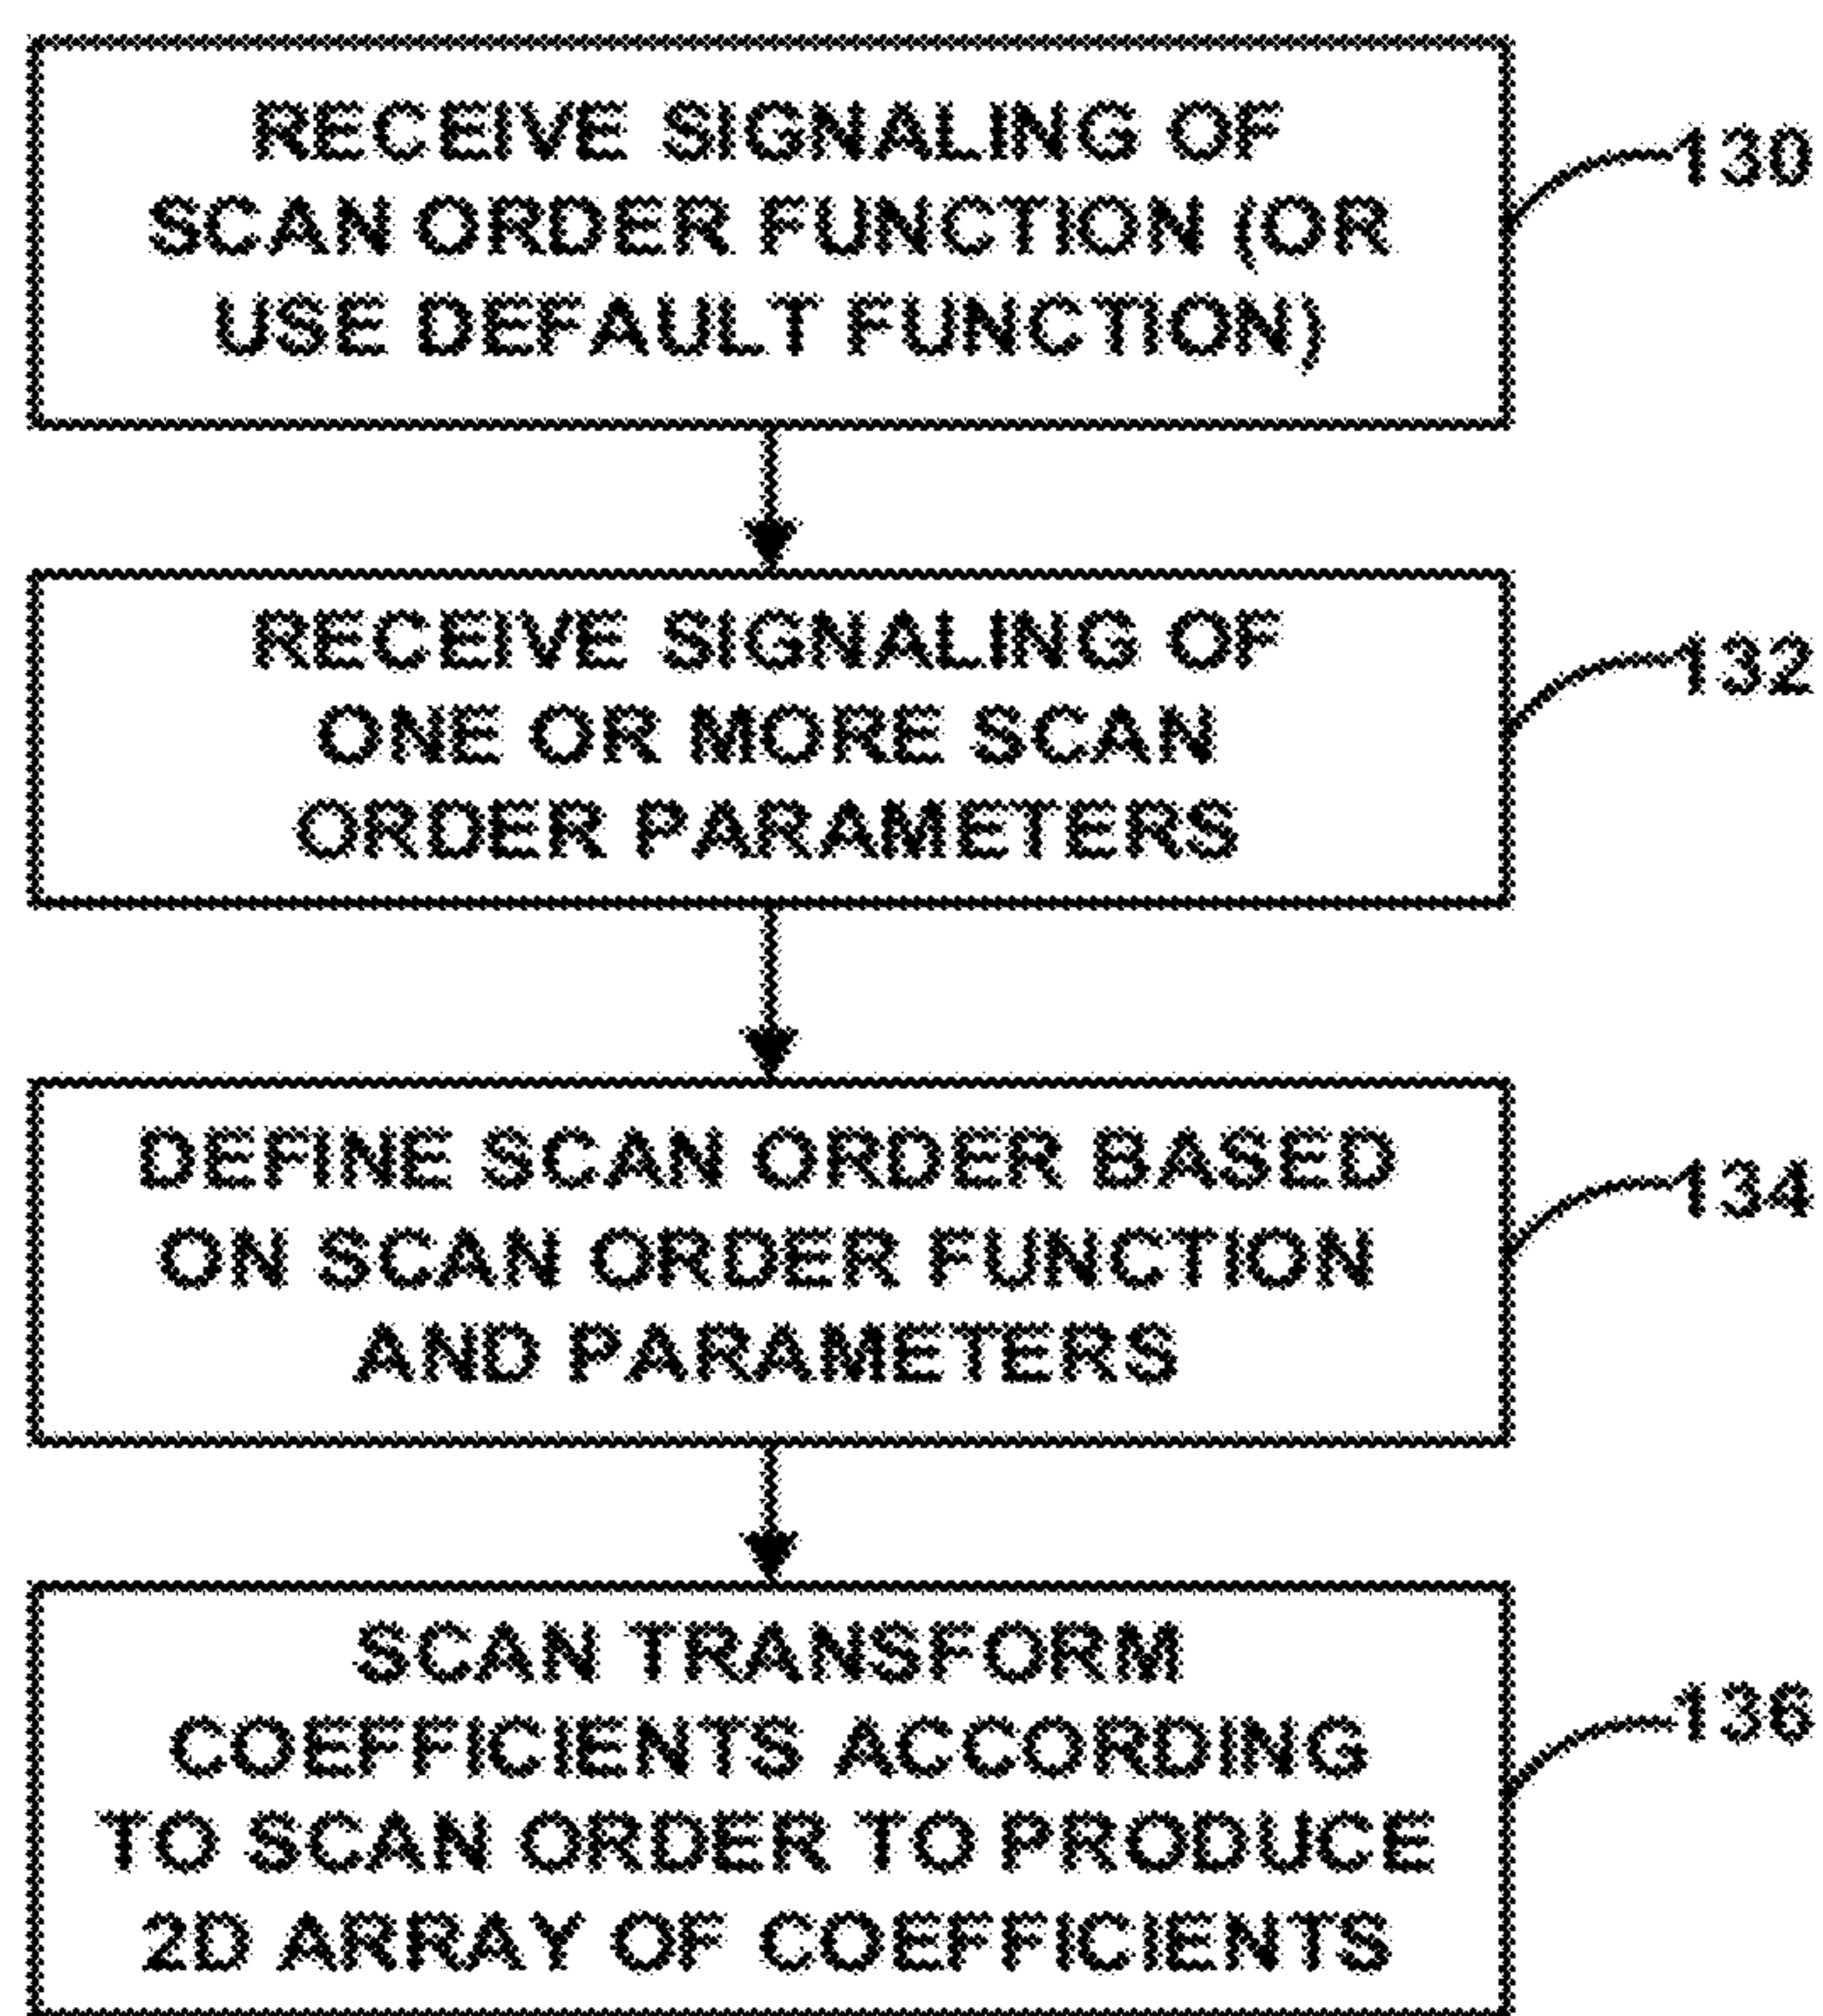 RECEIVE SIGNALING OF
SCAN ORDER FUNCTION (OR
USE DEFAULT FUNCTION)
130
RECEIVE SIGNALING OF
ONE OR MORE SCAN
ORDER PARAMETERS
132
DEFINE SCAN ORDER BASED
ON SCAN ORDER FUNCTION
AND PARAMETERS
134
SCAN TRANSFORM
COEFFICIENTS ACCORDING
TO SCAN ORDER TO PRODUCE
2D ARRAY OF COEFFICIENTS
136